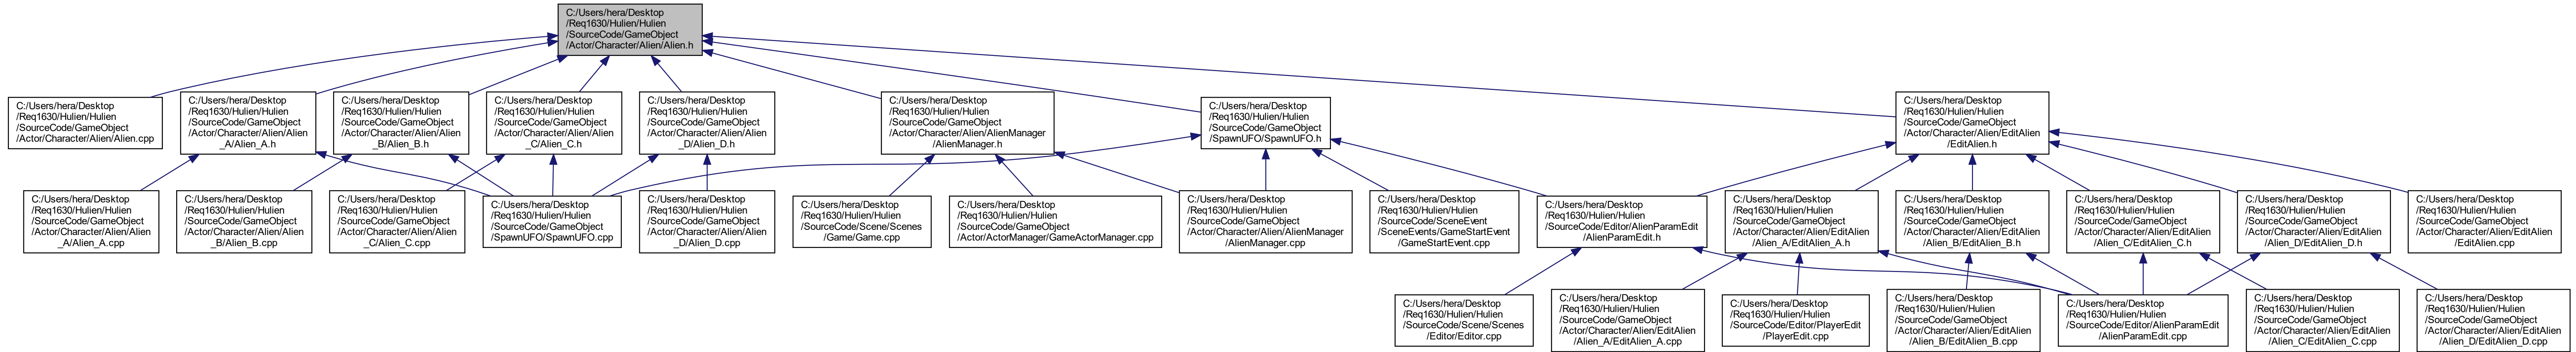 C:/Users/hera/Desktop
/Req1630/Hulien/Hulien
/SourceCode/GameObject
/Actor/Character/Alien/Alien.h
C:/Users/hera/Desktop
/Req1630/Hulien/Hulien
/SourceCode/GameObject
/Actor/Character/Alien/Alien.cpp
C:/Users/hera/Desktop
/Req1630/Hulien/Hulien
/SourceCode/GameObject
/Actor/Character/Alien/Alien
_A/Alien_A.h
C:/Users/hera/Desktop
/Req1630/Hulien/Hulien
/SourceCode/GameObject
/Actor/Character/Alien/Alien
_B/Alien_B.h
C:/Users/hera/Desktop
/Req1630/Hulien/Hulien
/SourceCode/GameObject
/Actor/Character/Alien/Alien
_C/Alien_C.h
C:/Users/hera/Desktop
/Req1630/Hulien/Hulien
/SourceCode/GameObject
/Actor/Character/Alien/Alien
_D/Alien_D.h
C:/Users/hera/Desktop
/Req1630/Hulien/Hulien
/SourceCode/GameObject
/Actor/Character/Alien/AlienManager
/AlienManager.h
C:/Users/hera/Desktop
/Req1630/Hulien/Hulien
/SourceCode/GameObject
/SpawnUFO/SpawnUFO.h
C:/Users/hera/Desktop
/Req1630/Hulien/Hulien
/SourceCode/GameObject
/Actor/Character/Alien/EditAlien
/EditAlien.h
C:/Users/hera/Desktop
/Req1630/Hulien/Hulien
/SourceCode/GameObject
/Actor/Character/Alien/Alien
_A/Alien_A.cpp
C:/Users/hera/Desktop
/Req1630/Hulien/Hulien
/SourceCode/GameObject
/Actor/Character/Alien/Alien
_B/Alien_B.cpp
C:/Users/hera/Desktop
/Req1630/Hulien/Hulien
/SourceCode/GameObject
/Actor/Character/Alien/Alien
_C/Alien_C.cpp
C:/Users/hera/Desktop
/Req1630/Hulien/Hulien
/SourceCode/GameObject
/SpawnUFO/SpawnUFO.cpp
C:/Users/hera/Desktop
/Req1630/Hulien/Hulien
/SourceCode/GameObject
/Actor/Character/Alien/Alien
_D/Alien_D.cpp
C:/Users/hera/Desktop
/Req1630/Hulien/Hulien
/SourceCode/Scene/Scenes
/Game/Game.cpp
C:/Users/hera/Desktop
/Req1630/Hulien/Hulien
/SourceCode/GameObject
/Actor/ActorManager/GameActorManager.cpp
C:/Users/hera/Desktop
/Req1630/Hulien/Hulien
/SourceCode/GameObject
/Actor/Character/Alien/AlienManager
/AlienManager.cpp
C:/Users/hera/Desktop
/Req1630/Hulien/Hulien
/SourceCode/SceneEvent
/SceneEvents/GameStartEvent
/GameStartEvent.cpp
C:/Users/hera/Desktop
/Req1630/Hulien/Hulien
/SourceCode/Editor/AlienParamEdit
/AlienParamEdit.h
C:/Users/hera/Desktop
/Req1630/Hulien/Hulien
/SourceCode/GameObject
/Actor/Character/Alien/EditAlien
/Alien_A/EditAlien_A.h
C:/Users/hera/Desktop
/Req1630/Hulien/Hulien
/SourceCode/GameObject
/Actor/Character/Alien/EditAlien
/Alien_B/EditAlien_B.h
C:/Users/hera/Desktop
/Req1630/Hulien/Hulien
/SourceCode/GameObject
/Actor/Character/Alien/EditAlien
/Alien_C/EditAlien_C.h
C:/Users/hera/Desktop
/Req1630/Hulien/Hulien
/SourceCode/GameObject
/Actor/Character/Alien/EditAlien
/Alien_D/EditAlien_D.h
C:/Users/hera/Desktop
/Req1630/Hulien/Hulien
/SourceCode/GameObject
/Actor/Character/Alien/EditAlien
/EditAlien.cpp
C:/Users/hera/Desktop
/Req1630/Hulien/Hulien
/SourceCode/Scene/Scenes
/Editor/Editor.cpp
C:/Users/hera/Desktop
/Req1630/Hulien/Hulien
/SourceCode/GameObject
/Actor/Character/Alien/EditAlien
/Alien_A/EditAlien_A.cpp
C:/Users/hera/Desktop
/Req1630/Hulien/Hulien
/SourceCode/Editor/PlayerEdit
/PlayerEdit.cpp
C:/Users/hera/Desktop
/Req1630/Hulien/Hulien
/SourceCode/GameObject
/Actor/Character/Alien/EditAlien
/Alien_B/EditAlien_B.cpp
C:/Users/hera/Desktop
/Req1630/Hulien/Hulien
/SourceCode/Editor/AlienParamEdit
/AlienParamEdit.cpp
C:/Users/hera/Desktop
/Req1630/Hulien/Hulien
/SourceCode/GameObject
/Actor/Character/Alien/EditAlien
/Alien_C/EditAlien_C.cpp
C:/Users/hera/Desktop
/Req1630/Hulien/Hulien
/SourceCode/GameObject
/Actor/Character/Alien/EditAlien
/Alien_D/EditAlien_D.cpp